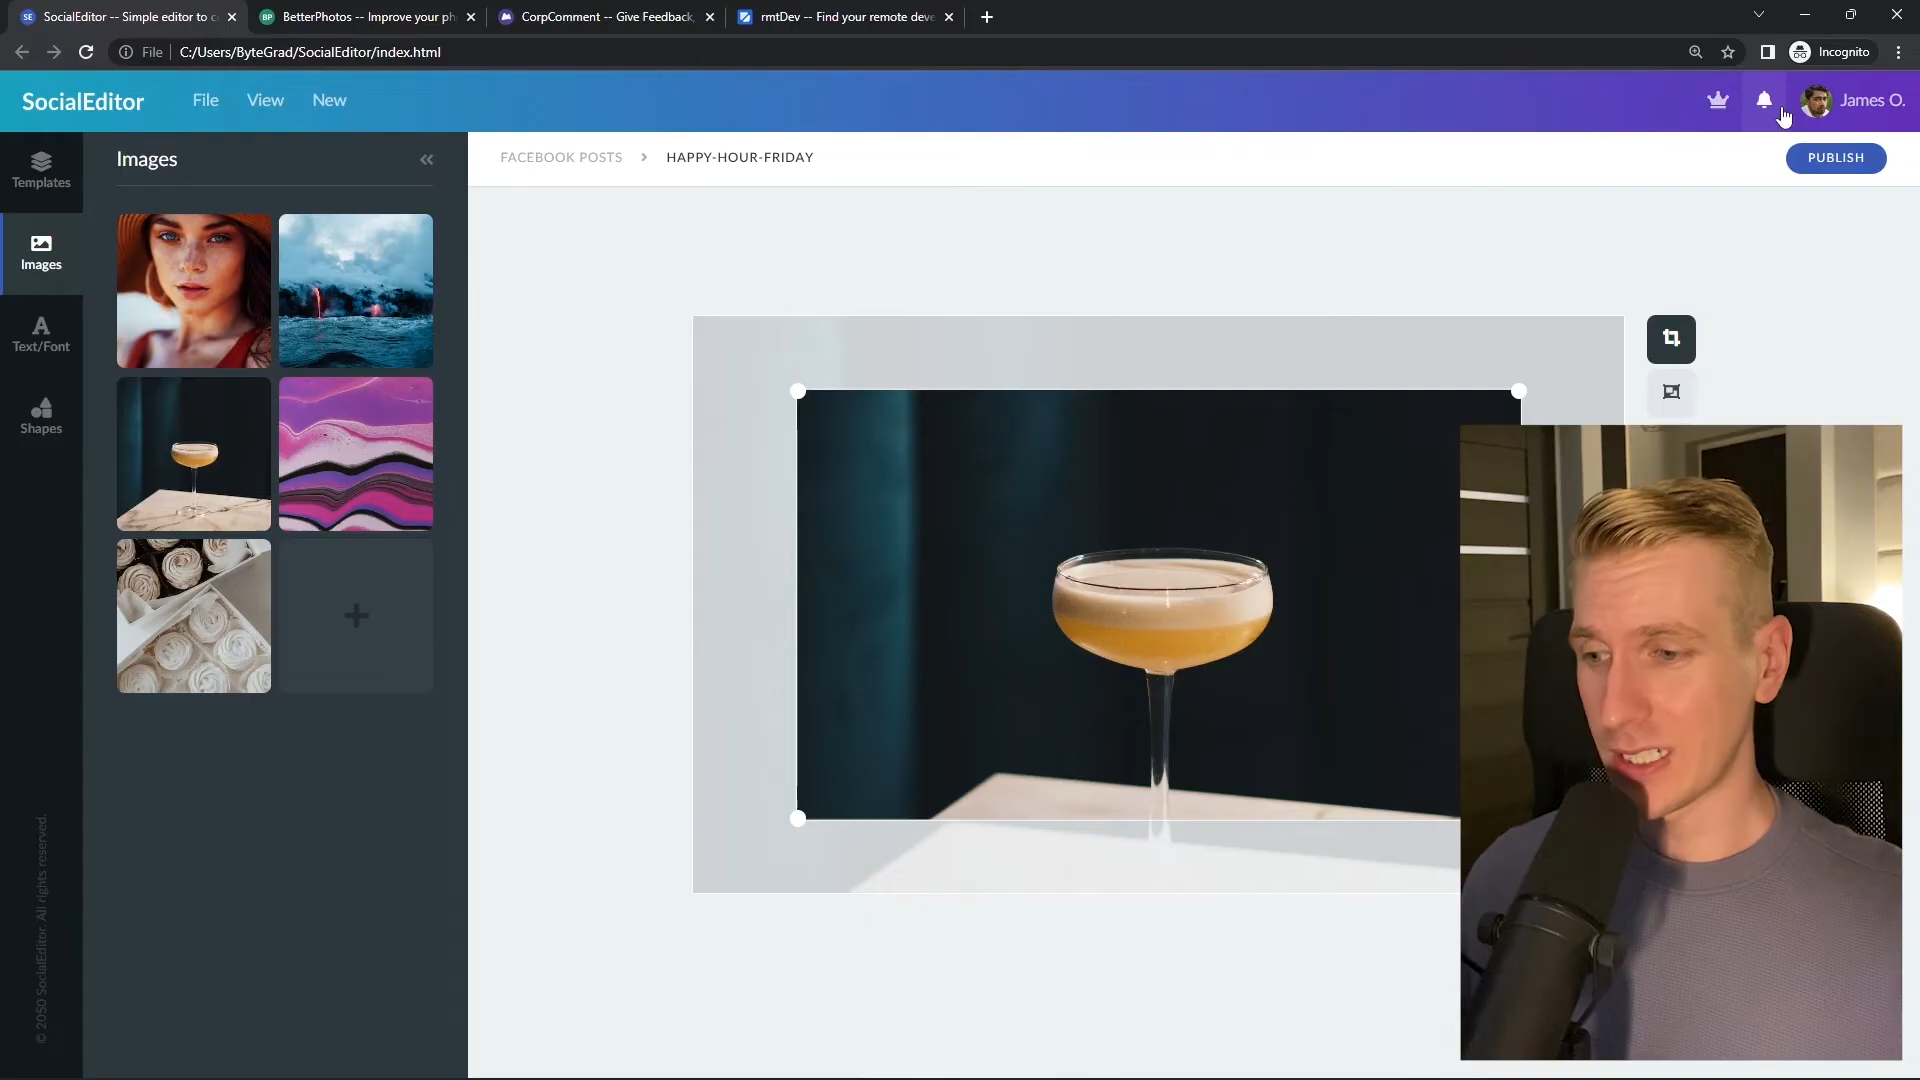 SE SocialEditor -- Simple editor to c
BP BetterPhotos -- Improve your ph
CorpComment -- Give Feedback,
rmtDev -- Find your remote deve
File C:/Users/ByteGrad/SocialEditor/index.html
Incognito
SocialEditor File View New
James O.
Templates
Images
Text/Font
Shapes
© 2050 SocialEditor. All rights reserved.
Images
FACEBOOK POSTS > HAPPY-HOUR-FRIDAY
PUBLISH